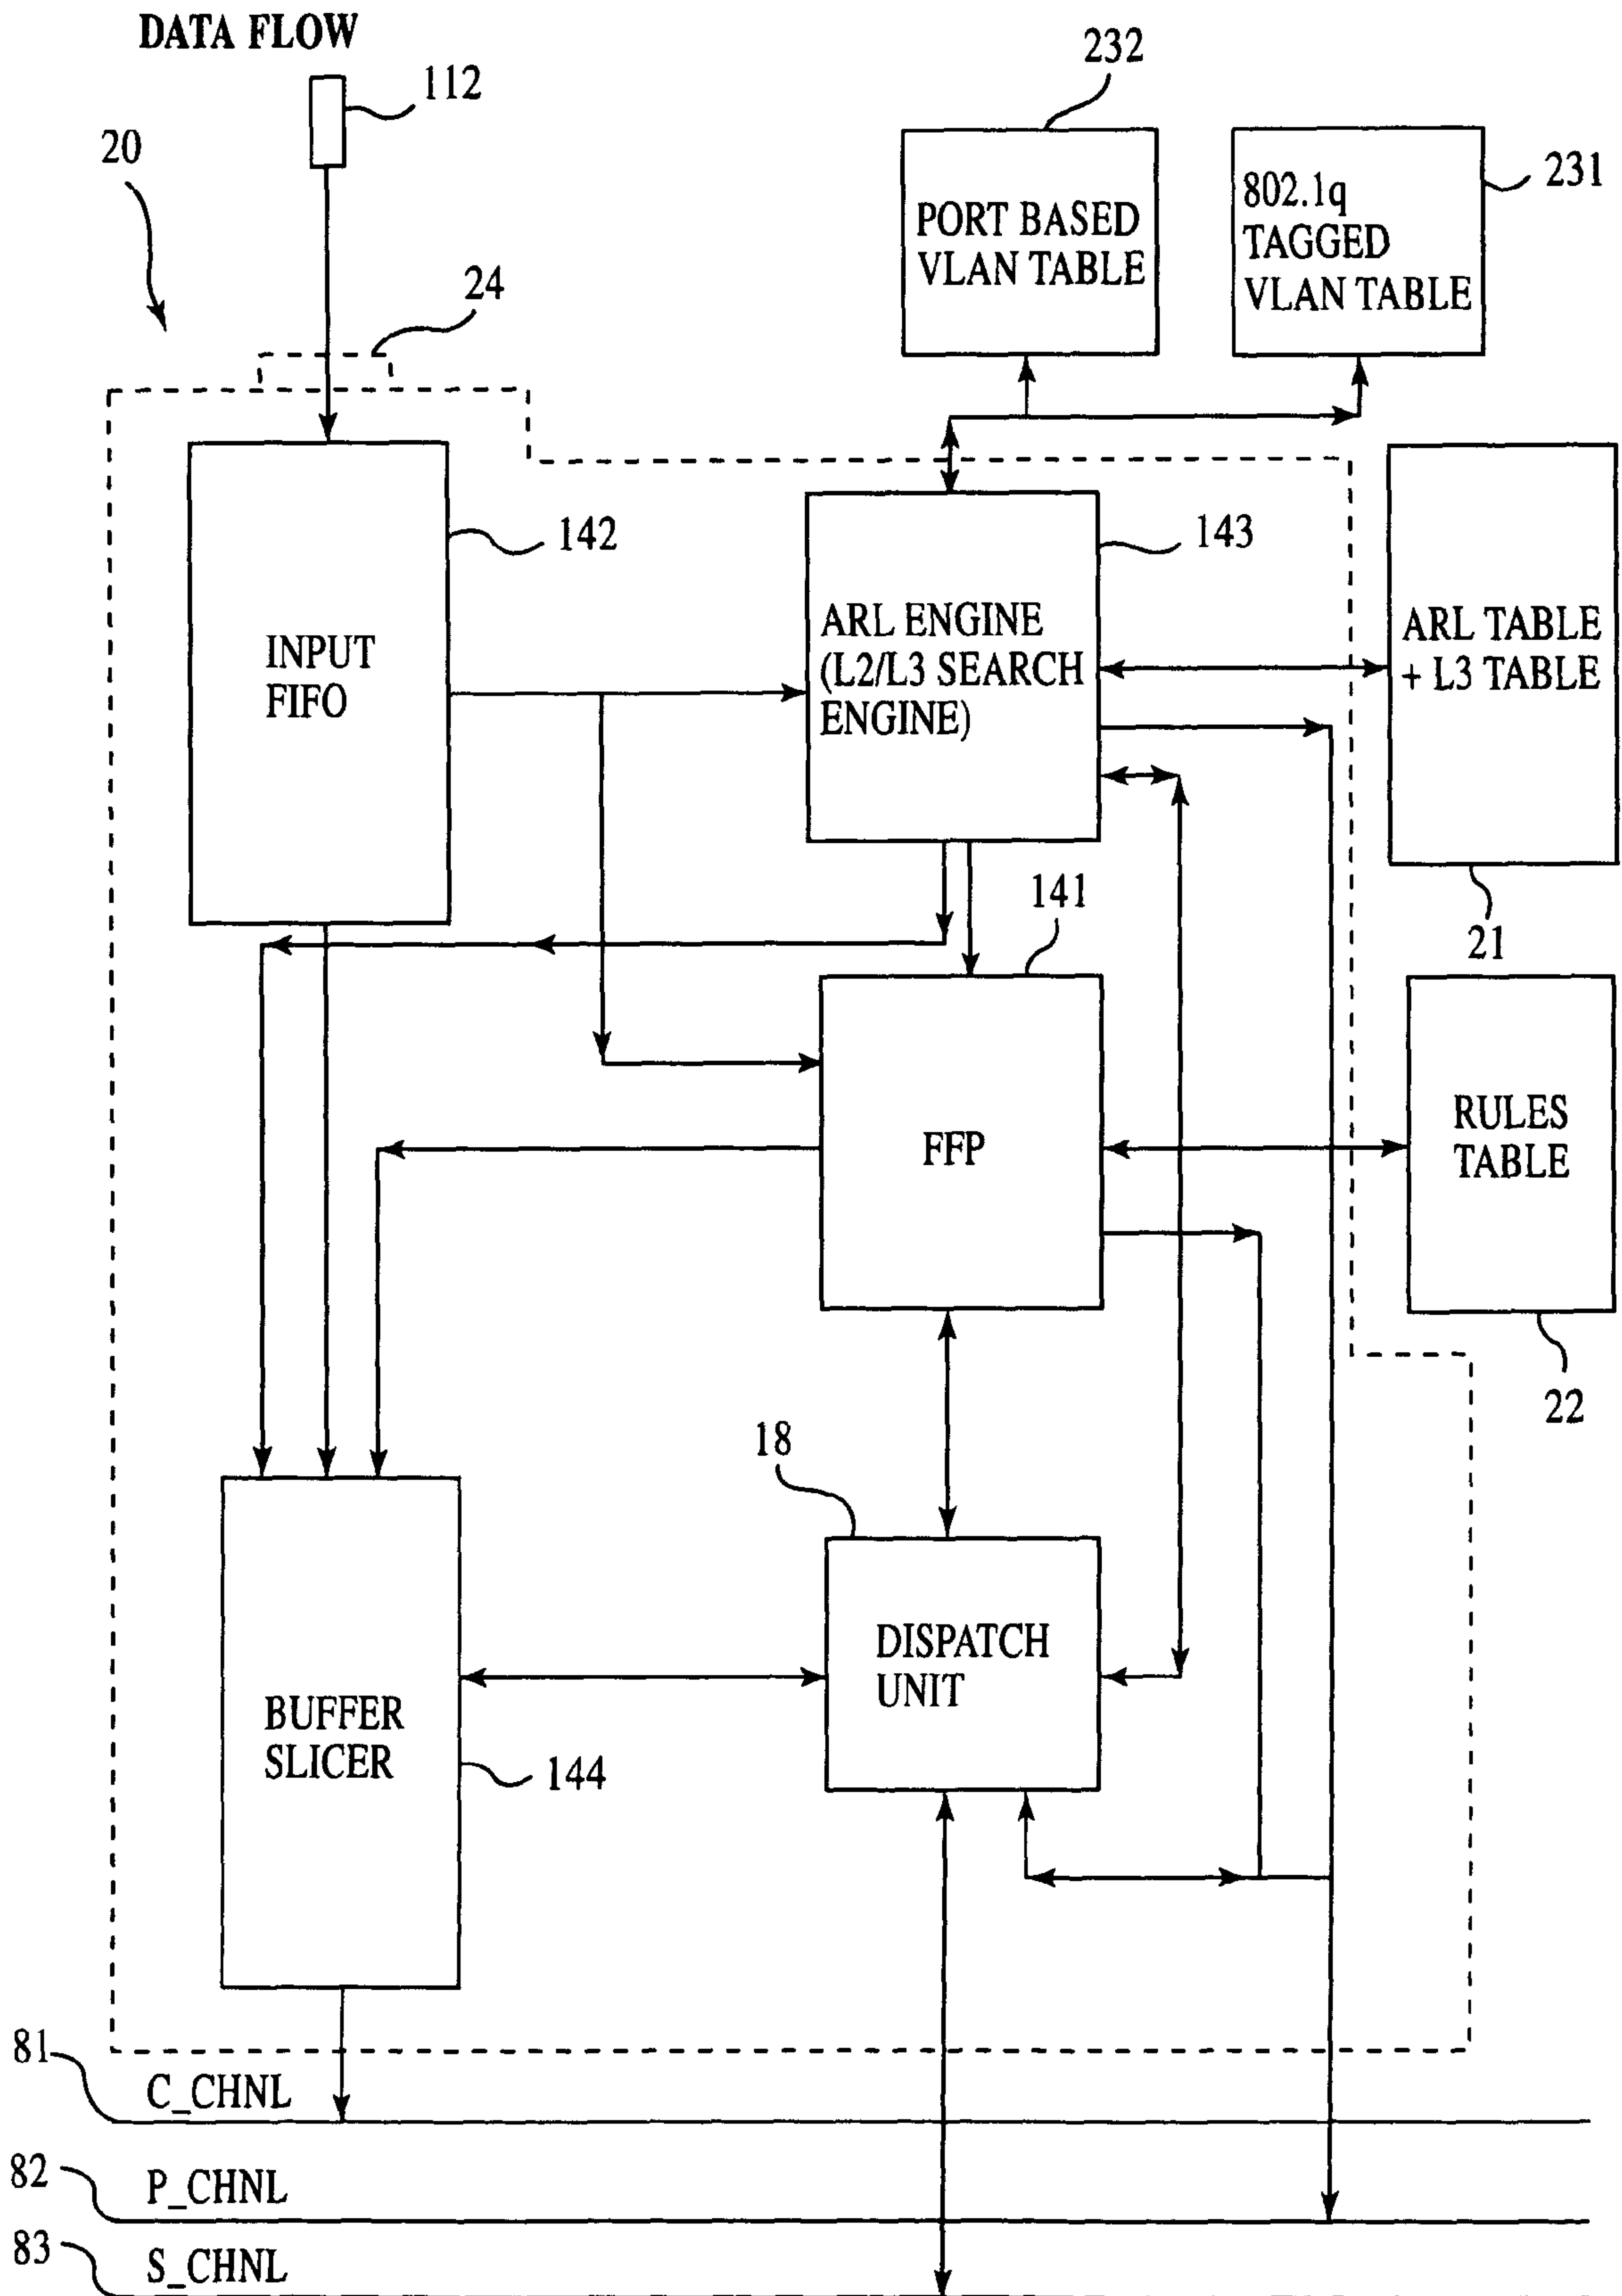 DATA FLOW
112
20
24
232
231
PORT BASED
VLAN TABLE
802.1q
TAGGED
VLAN TABLE
142
143
INPUT
FIFO
ARL ENGINE
(L2/L3 SEARCH
ENGINE)
ARL TABLE
+ L3 TABLE
21
141
FFP
RULES
TABLE
22
18
DISPATCH
UNIT
BUFFER
SLICER
144
81
C_CHNL
82
P_CHNL
83
S_CHNL